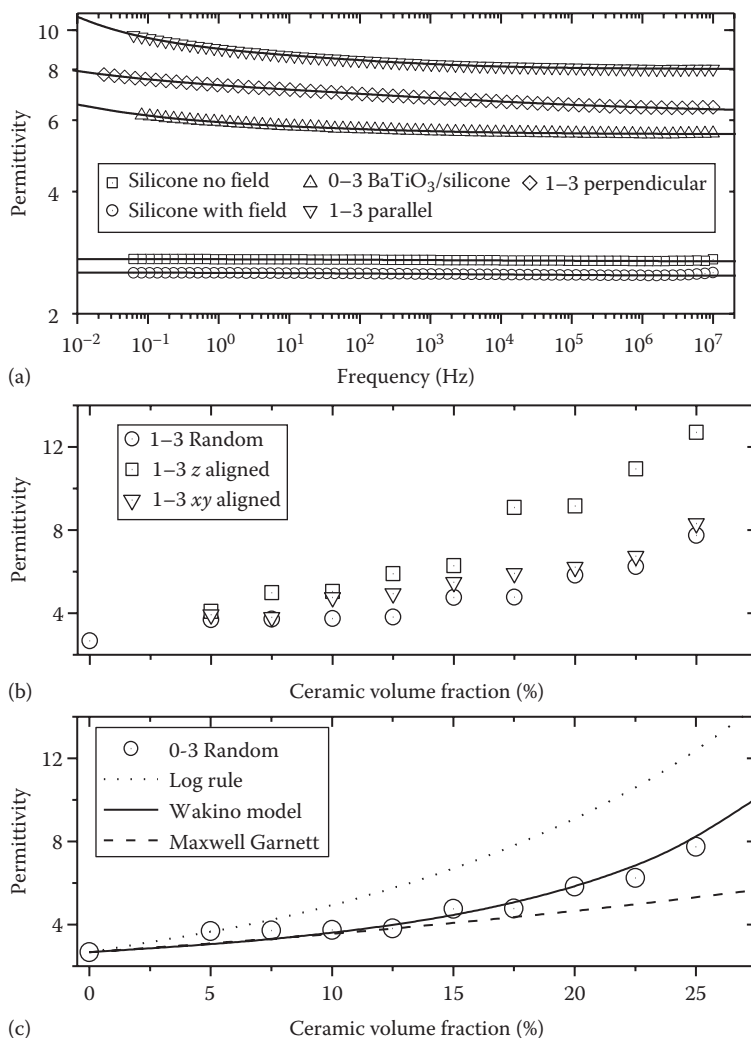 10
8
6
4
2
Permittivity
Silicone no field
Silicone with field
0–3 BaTiO3/silicone
1–3 parallel
1–3 perpendicular
10–2 10–1 100 101 102 103 104 105 106 107
(a)
Frequency (Hz)
12
8
4
Permittivity
1–3 Random
1–3 z aligned
1–3 xy aligned
(b)
Ceramic volume fraction (%)
12
8
4
Permittivity
0-3 Random
Log rule
Wakino model
Maxwell Garnett
0 5 10 15 20 25
(c)
Ceramic volume fraction (%)